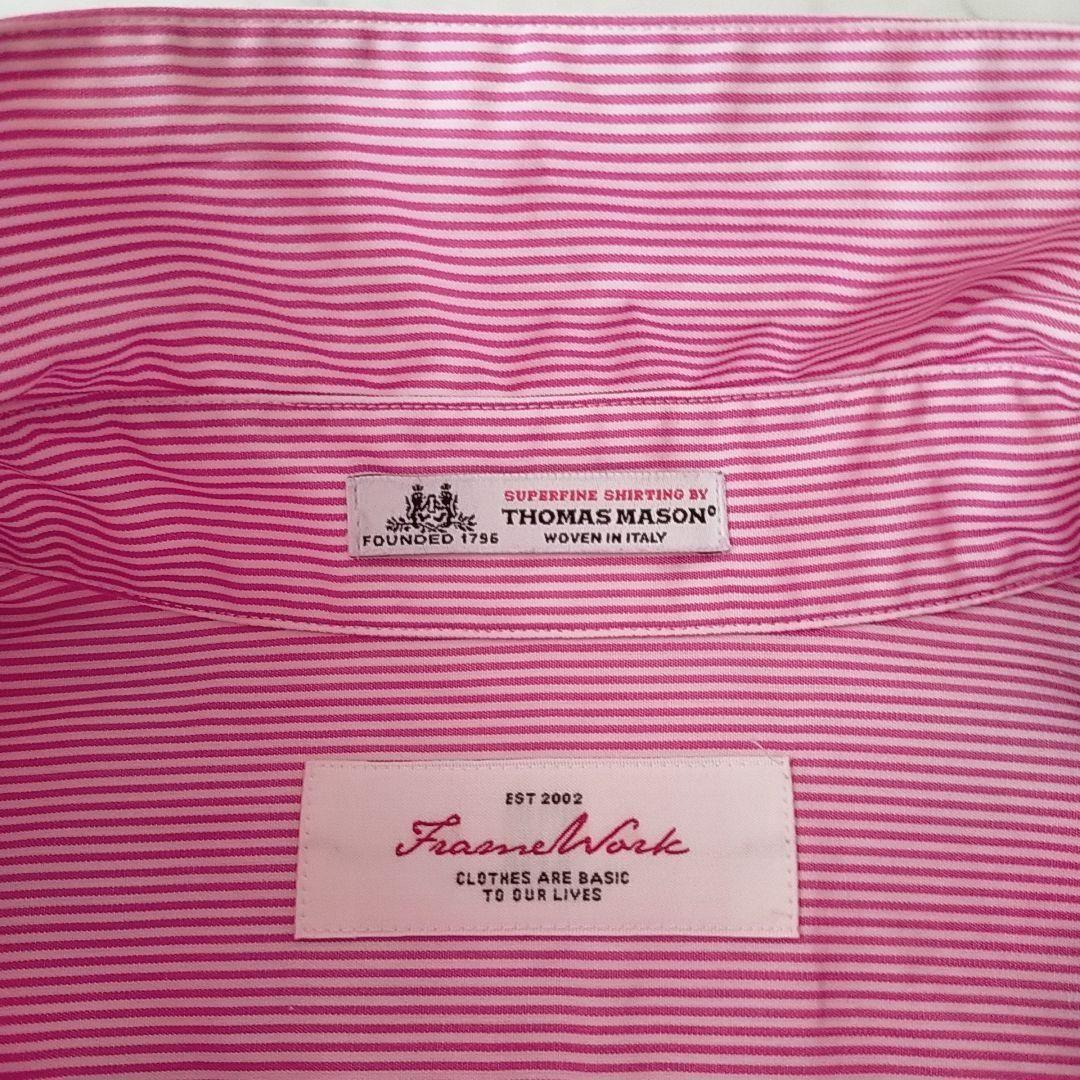 SUPERFINE SHIRTING BY
THOMAS MASON®
FOUNDED 1796
WOVEN IN ITALY
EST 2002
FrameWork
CLOTHES ARE BASIC
TO OUR LIVES